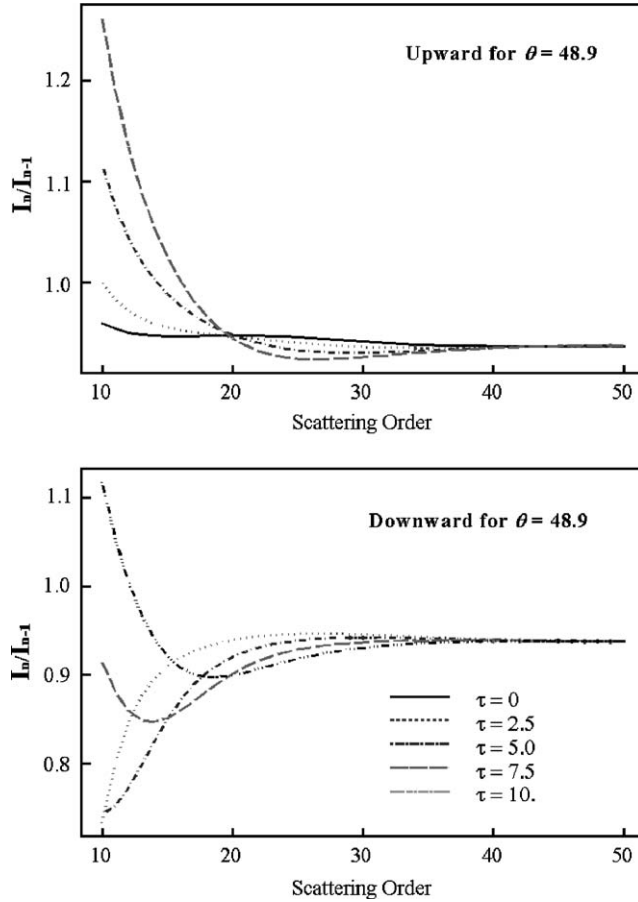 Upward for θ = 48.9
I_n/I_n-1
1.2
1.1
1.0
10 20 30 40 50
Scattering Order
Downward for θ = 48.9
I_n/I_n-1
1.1
1.0
0.9
0.8
τ = 0
τ = 2.5
τ = 5.0
τ = 7.5
τ = 10.
10 20 30 40 50
Scattering Order